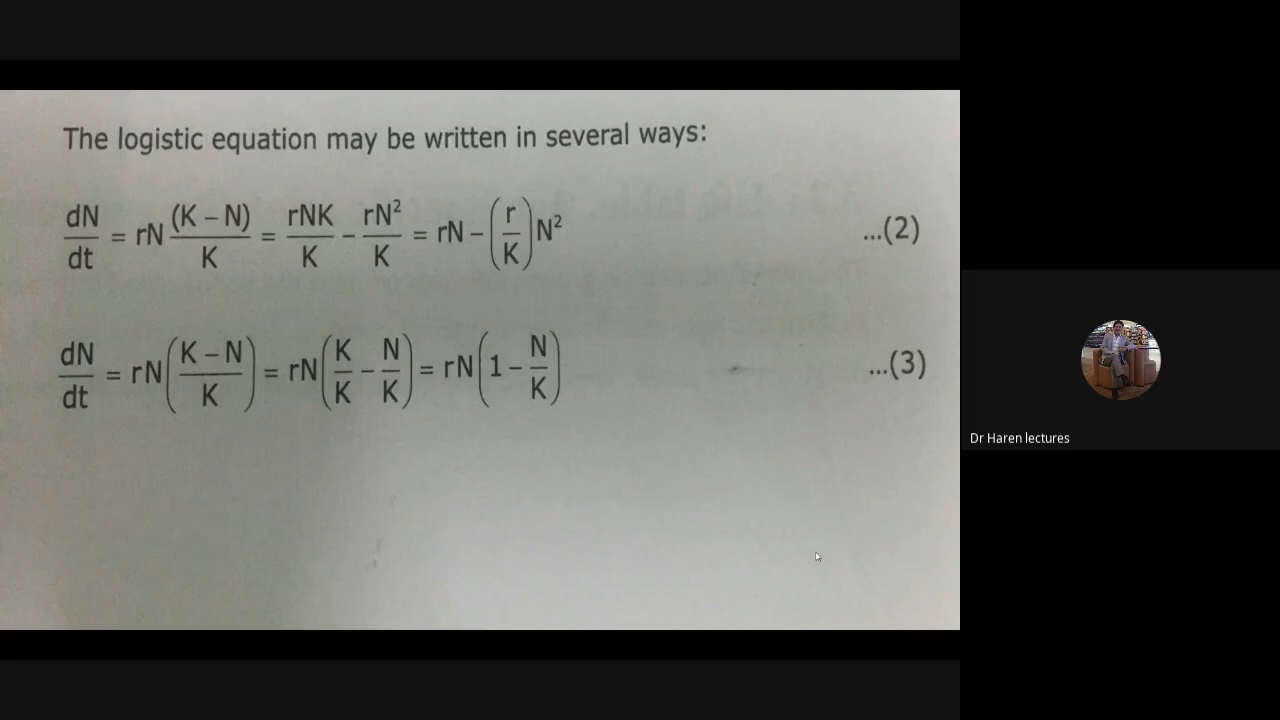 The logistic equation may be written in several ways:
dN/dt = rN (K – N)/K = rNK/K – rN²/K = rN – (r/K) N² ...(2)
dN/dt = rN ((K – N)/K) = rN (K/K – N/K) = rN (1 – N/K) ...(3)
Dr Haren lectures